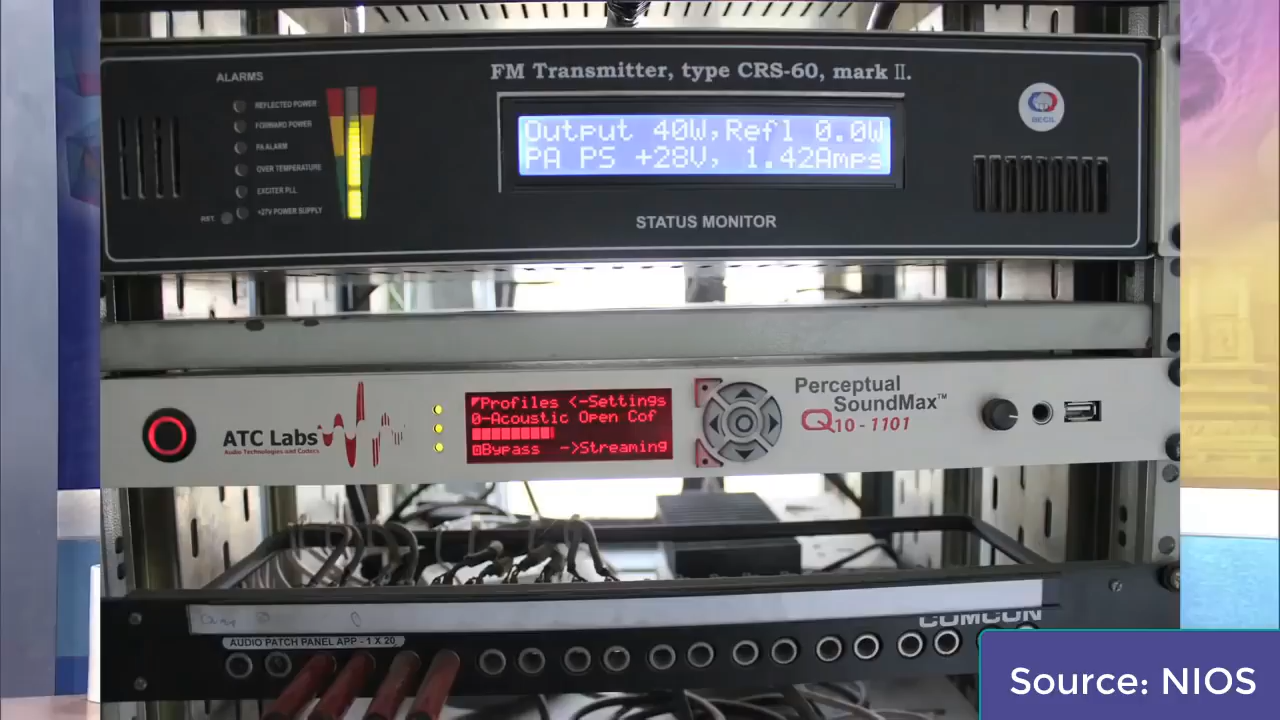 FM Transmitter, type CRS-60, mark II.
ALARMS
REFLECTED POWER
FORWARD POWER
PA ALARM
OVER TEMPERATURE
EXCITER PLL
+27V POWER SUPPLY
RST.
Output 40W,Refl 0.0W
PA PS +28V, 1.42Amps
BECIL
STATUS MONITOR
ATC Labs
Audio Technologies and Codecs
Profiles <-Settings
0-Acoustic Open Cof
Bypass ->Streaming
Perceptual
SoundMax™
Q10 - 1101
COMCON
AUDIO PATCH PANEL APP - 1 X 20
Source: NIOS